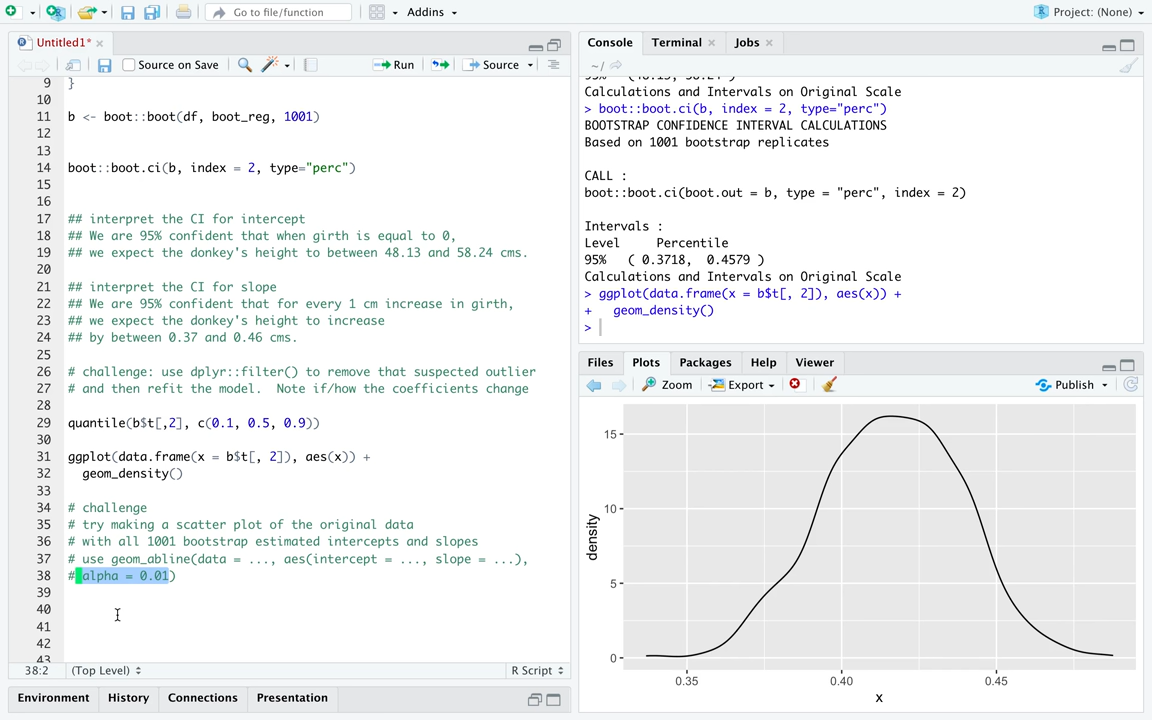 Go to file/function
Addins
Project: (None)
Untitled1*
Source on Save
Run
Source
9 }
10
11 b <- boot::boot(df, boot_reg, 1001)
12
13
14 boot::boot.ci(b, index = 2, type="perc")
15
16
17 ## interpret the CI for intercept
18 ## We are 95% confident that when girth is equal to 0,
19 ## we expect the donkey's height to between 48.13 and 58.24 cms.
20
21 ## interpret the CI for slope
22 ## We are 95% confident that for every 1 cm increase in girth,
23 ## we expect the donkey's height to increase
24 ## by between 0.37 and 0.46 cms.
25
26 # challenge: use dplyr::filter() to remove that suspected outlier
27 # and then refit the model.  Note if/how the coefficients change
28
29 quantile(b$t[,2], c(0.1, 0.5, 0.9))
30
31 ggplot(data.frame(x = b$t[, 2]), aes(x)) +
32   geom_density()
33
34 # challenge
35 # try making a scatter plot of the original data
36 # with all 1001 bootstrap estimated intercepts and slopes
37 # use geom_abline(data = ..., aes(intercept = ..., slope = ...),
38 # alpha = 0.01)
39
40
41
42
43
38:2 (Top Level) R Script
Environment History Connections Presentation
Console Terminal Jobs
~/
Calculations and Intervals on Original Scale
> boot::boot.ci(b, index = 2, type="perc")
BOOTSTRAP CONFIDENCE INTERVAL CALCULATIONS
Based on 1001 bootstrap replicates
CALL :
boot::boot.ci(boot.out = b, type = "perc", index = 2)
Intervals :
Level     Percentile
95%   ( 0.3718,  0.4579 )
Calculations and Intervals on Original Scale
> ggplot(data.frame(x = b$t[, 2]), aes(x)) +
+   geom_density()
>
Files Plots Packages Help Viewer
Zoom Export Publish
15
10
5
0
density
0.35 0.40 0.45
x